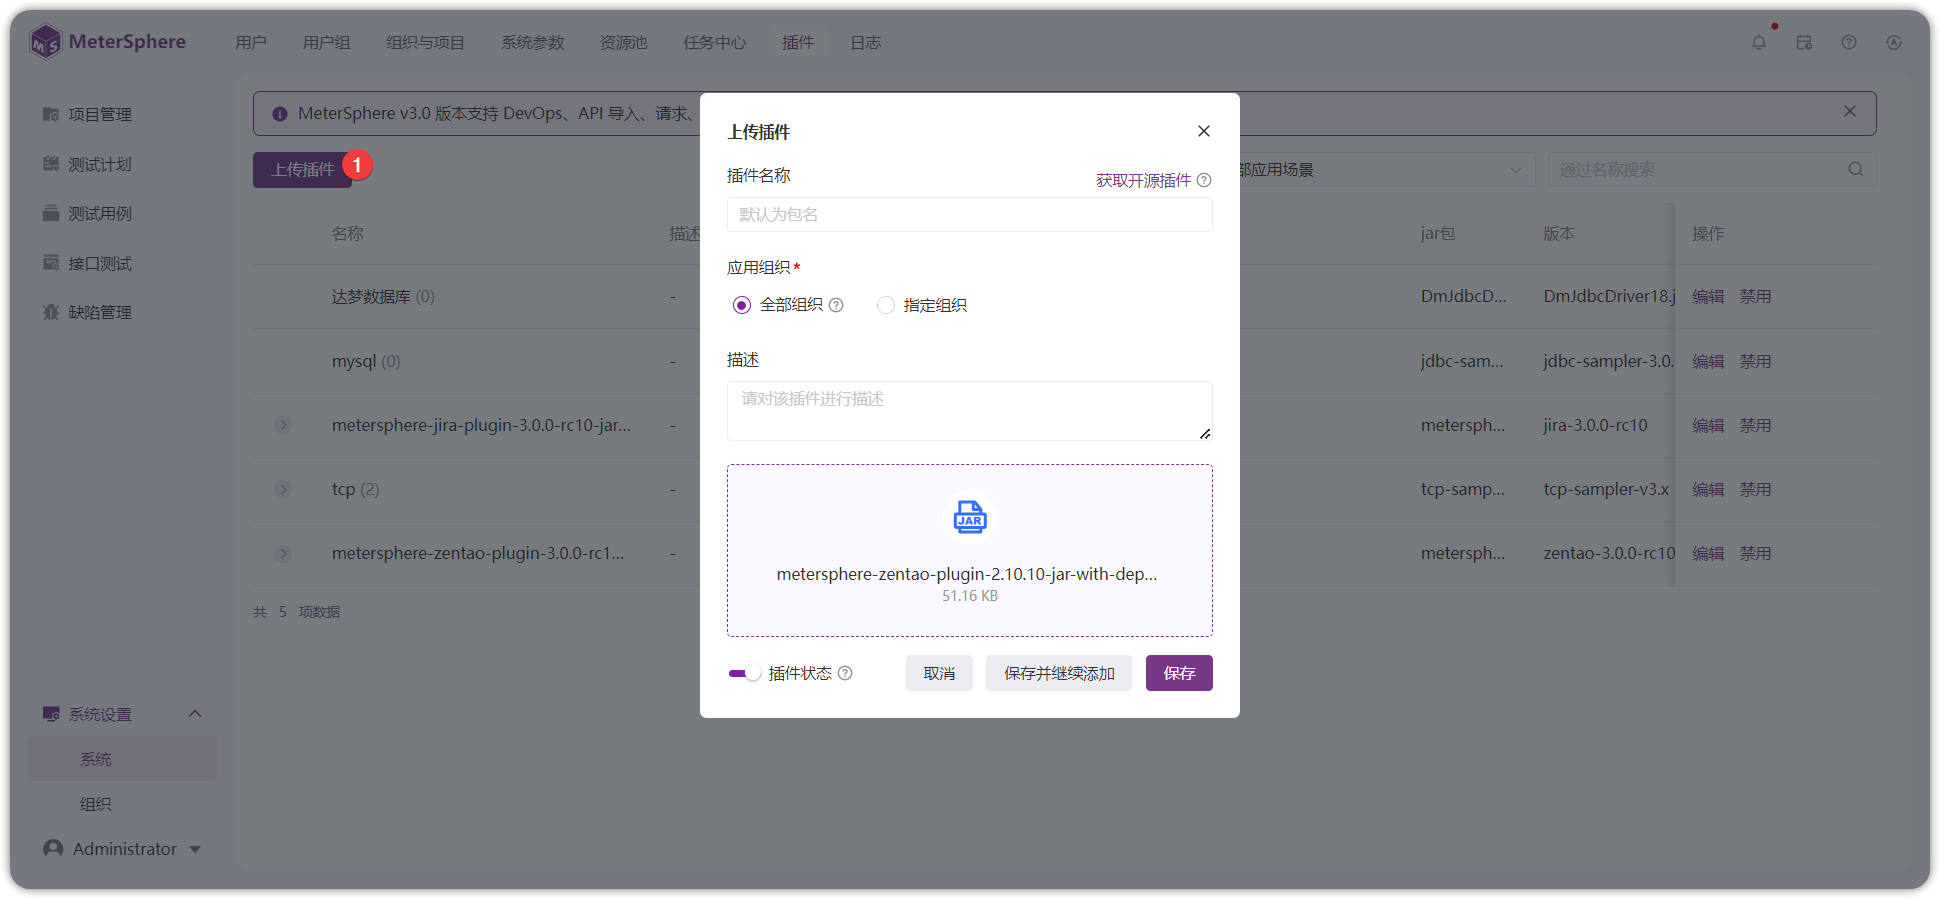 MeterSphere
用户
用户组
组织与项目
系统参数
资源池
任务中心
插件
日志
项目管理
测试计划
测试用例
接口测试
缺陷管理
系统设置
系统
组织
Administrator
MeterSphere v3.0 版本支持 DevOps、API 导入、请求、
上传插件
1
部应用场景
通过名称搜索
名称
描述
jar包
版本
操作
达梦数据库 (0)
-
DmJdbcD...
DmJdbcDriver18.j
编辑
禁用
mysql (0)
-
jdbc-sam...
jdbc-sampler-3.0.
编辑
禁用
metersphere-jira-plugin-3.0.0-rc10-jar...
-
metersph...
jira-3.0.0-rc10
编辑
禁用
tcp (2)
-
tcp-samp...
tcp-sampler-v3.x
编辑
禁用
metersphere-zentao-plugin-3.0.0-rc1...
-
metersph...
zentao-3.0.0-rc10
编辑
禁用
共 5 项数据
上传插件
插件名称
获取开源插件
默认为包名
应用组织*
全部组织
指定组织
描述
请对该插件进行描述
JAR
metersphere-zentao-plugin-2.10.10-jar-with-dep...
51.16 KB
插件状态
取消
保存并继续添加
保存